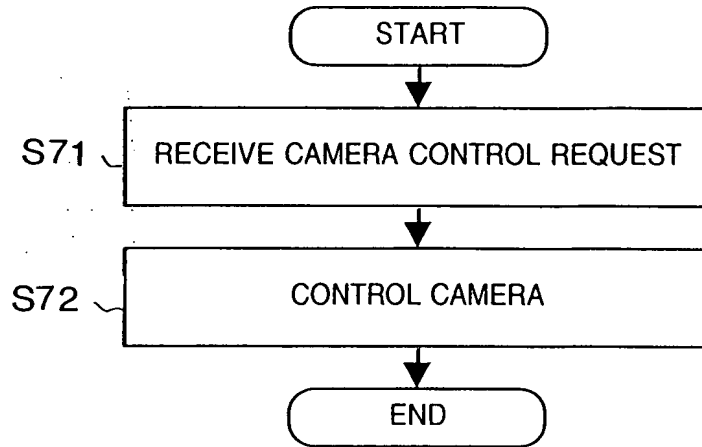 START
S71 RECEIVE CAMERA CONTROL REQUEST
S72 CONTROL CAMERA
END